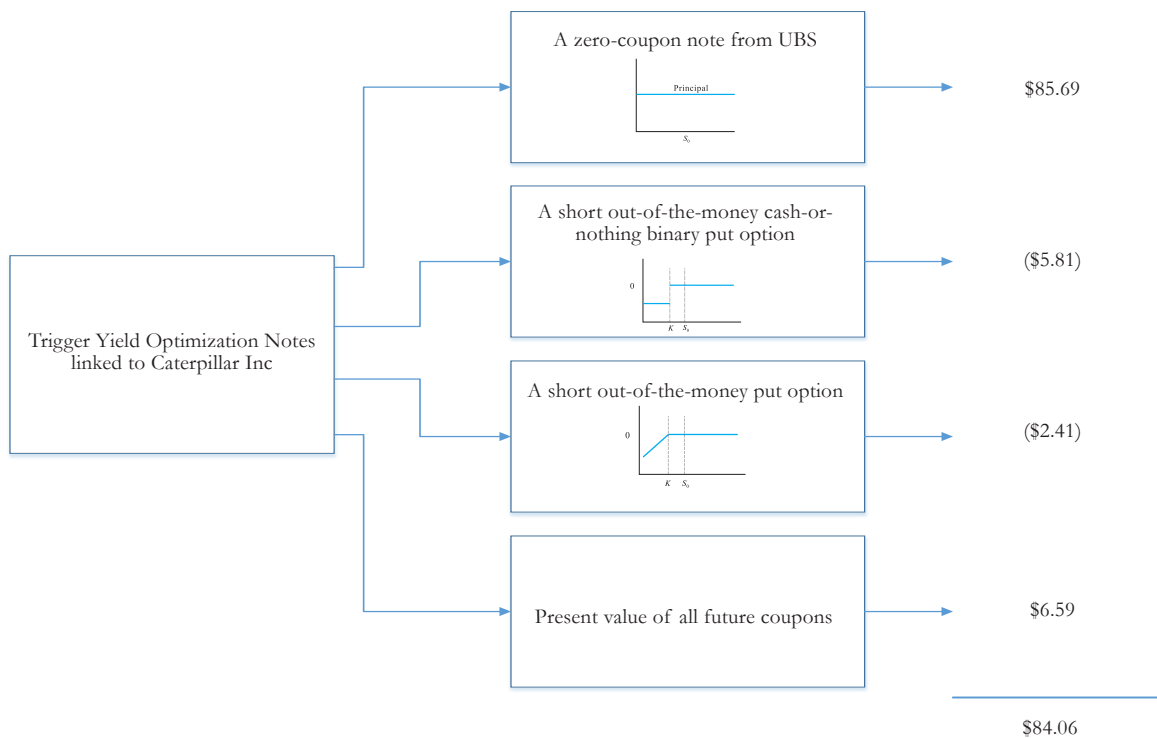 A zero-coupon note from UBS
Principal
S₀
$85.69
A short out-of-the-money cash-or-
nothing binary put option
0
K S₀
($5.81)
Trigger Yield Optimization Notes
linked to Caterpillar Inc
A short out-of-the-money put option
0
K S₀
($2.41)
Present value of all future coupons
$6.59
$84.06